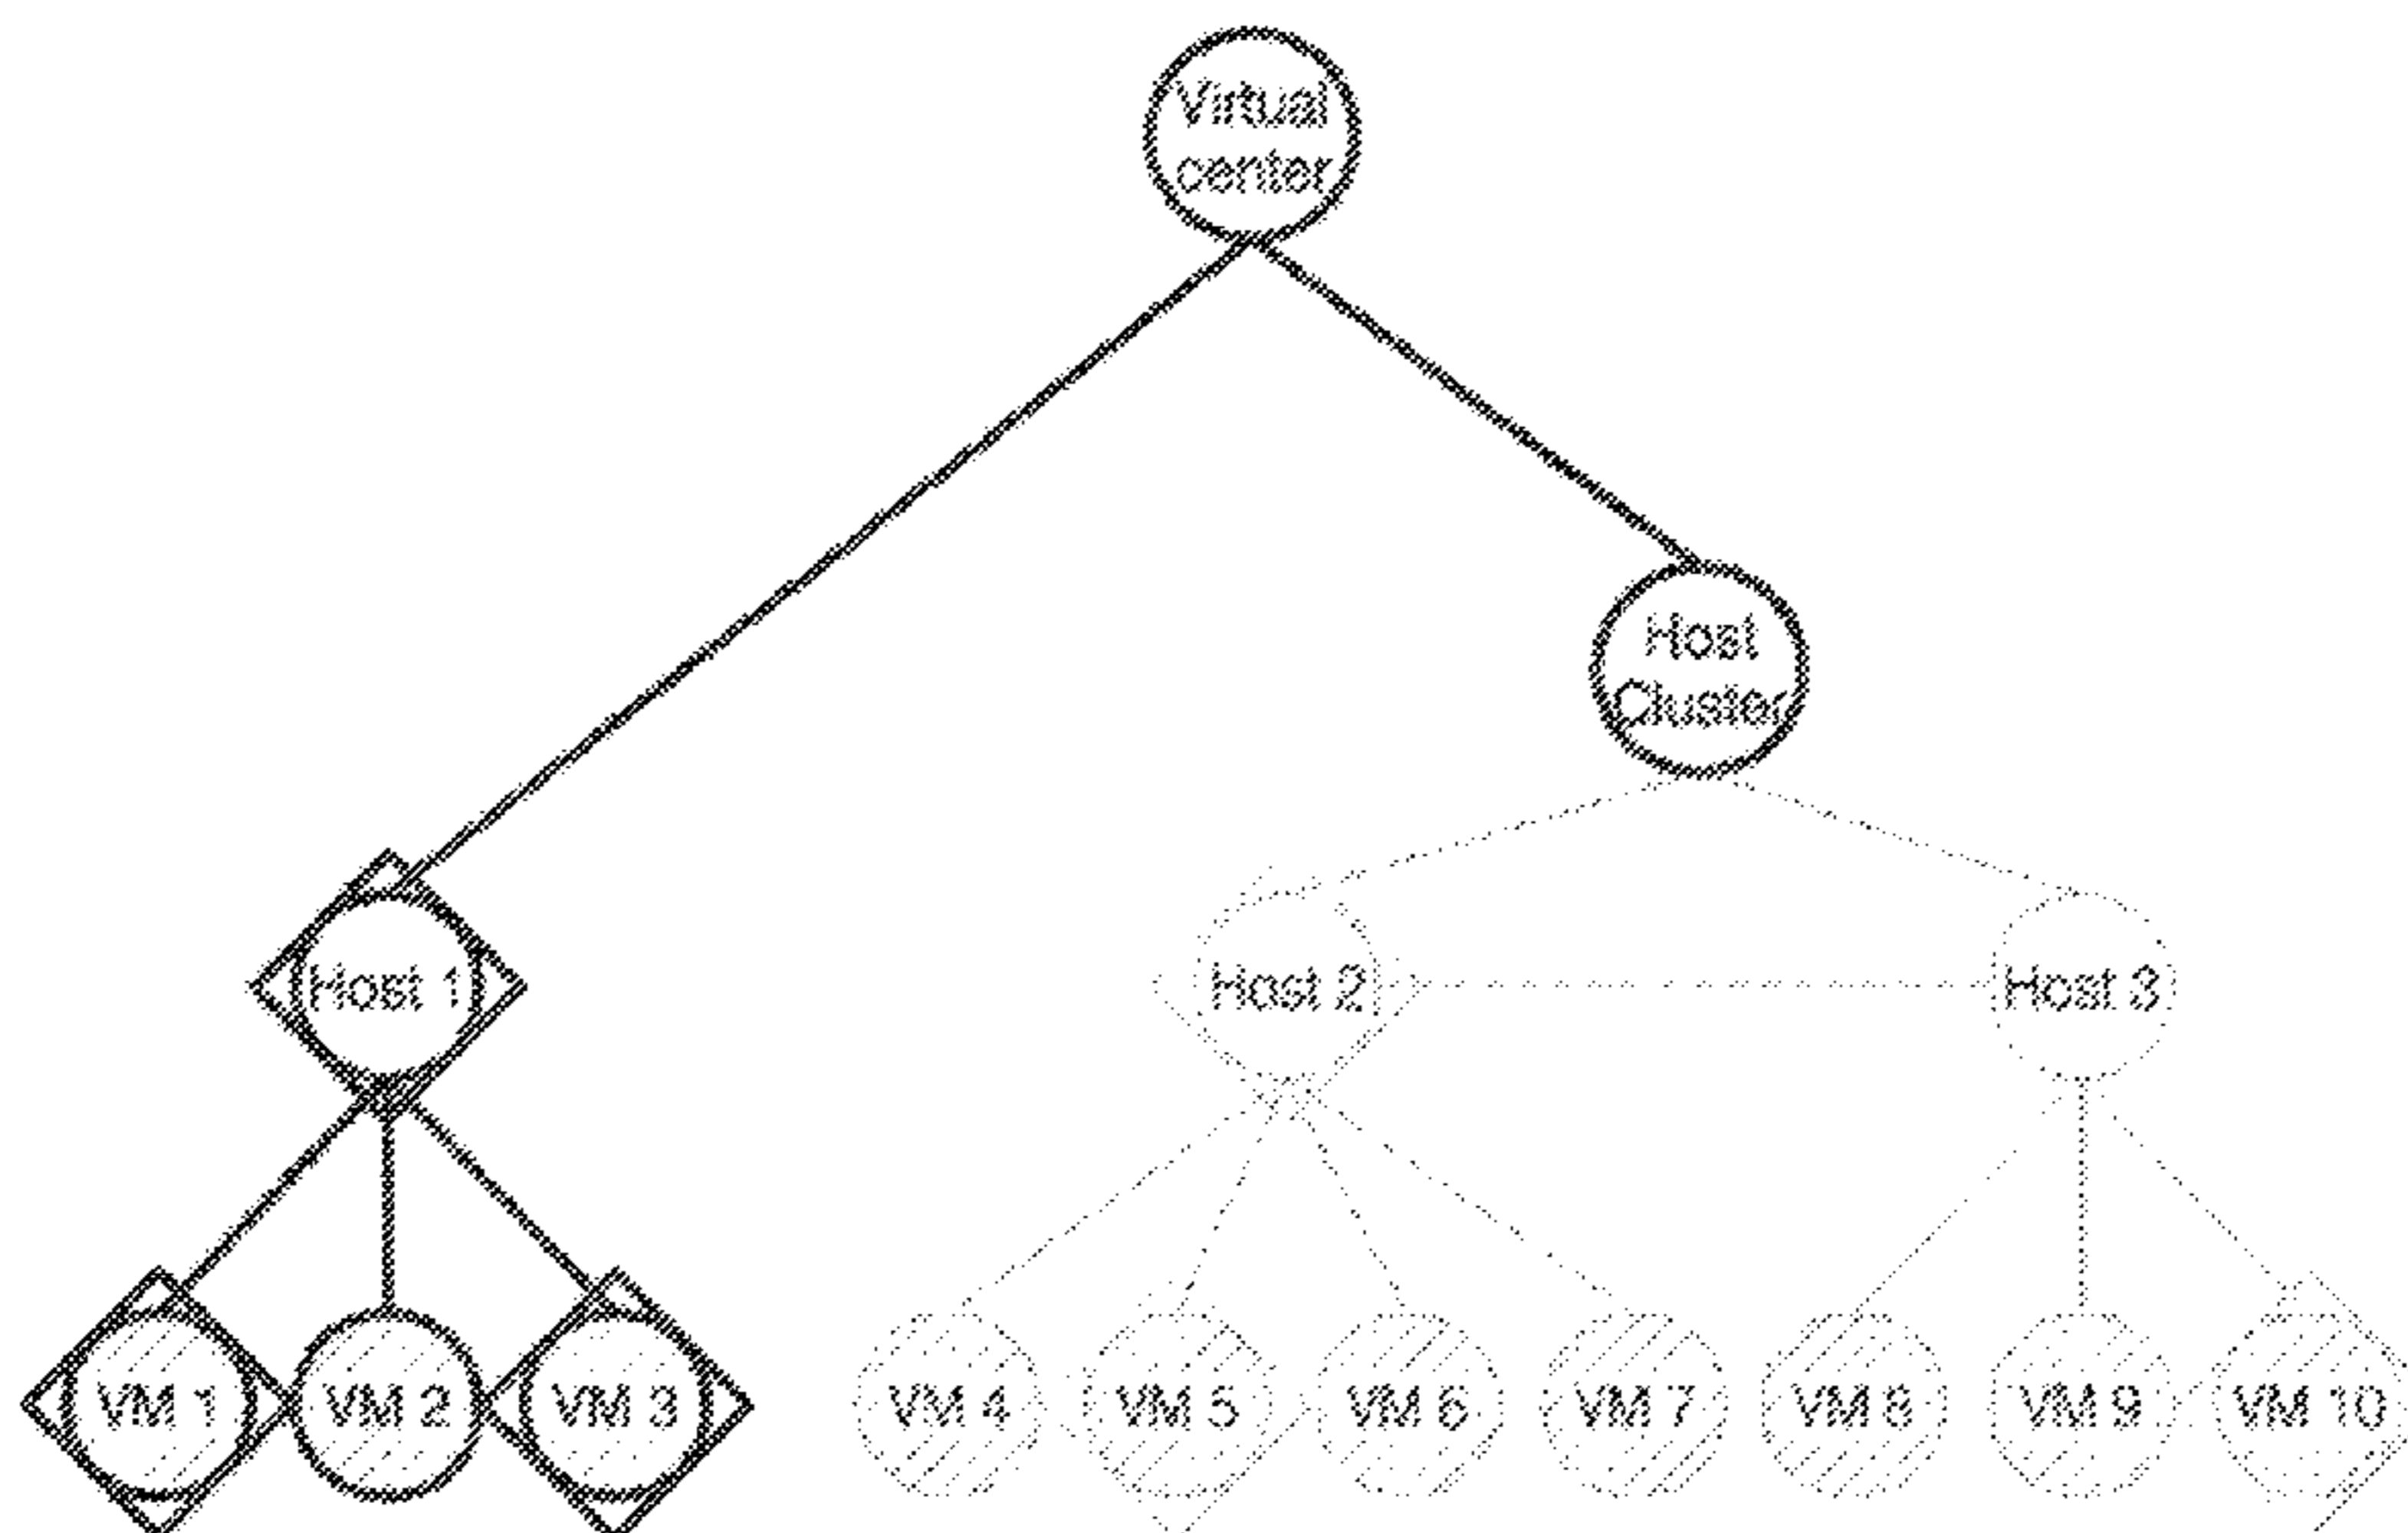 Virtual
center
Host
Cluster
Host 1
Host 2
Host 3
VM 1
VM 2
VM 3
VM 4
VM 5
VM 6
VM 7
VM 8
VM 9
VM 10